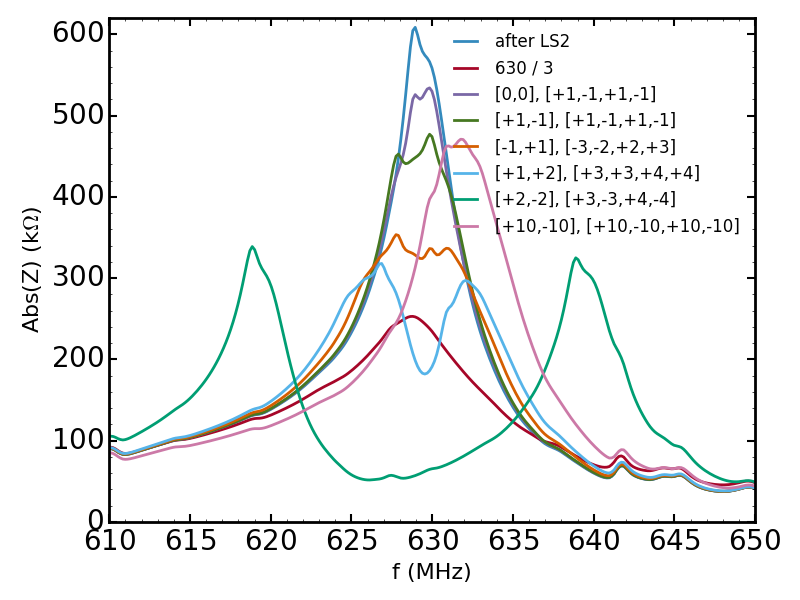 600
500
400
300
200
100
0
Abs(Z) (kΩ)
after LS2
630 / 3
[0,0], [+1,-1,+1,-1]
[+1,-1], [+1,-1,+1,-1]
[-1,+1], [-3,-2,+2,+3]
[+1,+2], [+3,+3,+4,+4]
[+2,-2], [+3,-3,+4,-4]
[+10,-10], [+10,-10,+10,-10]
610 615 620 625 630 635 640 645 650
f (MHz)